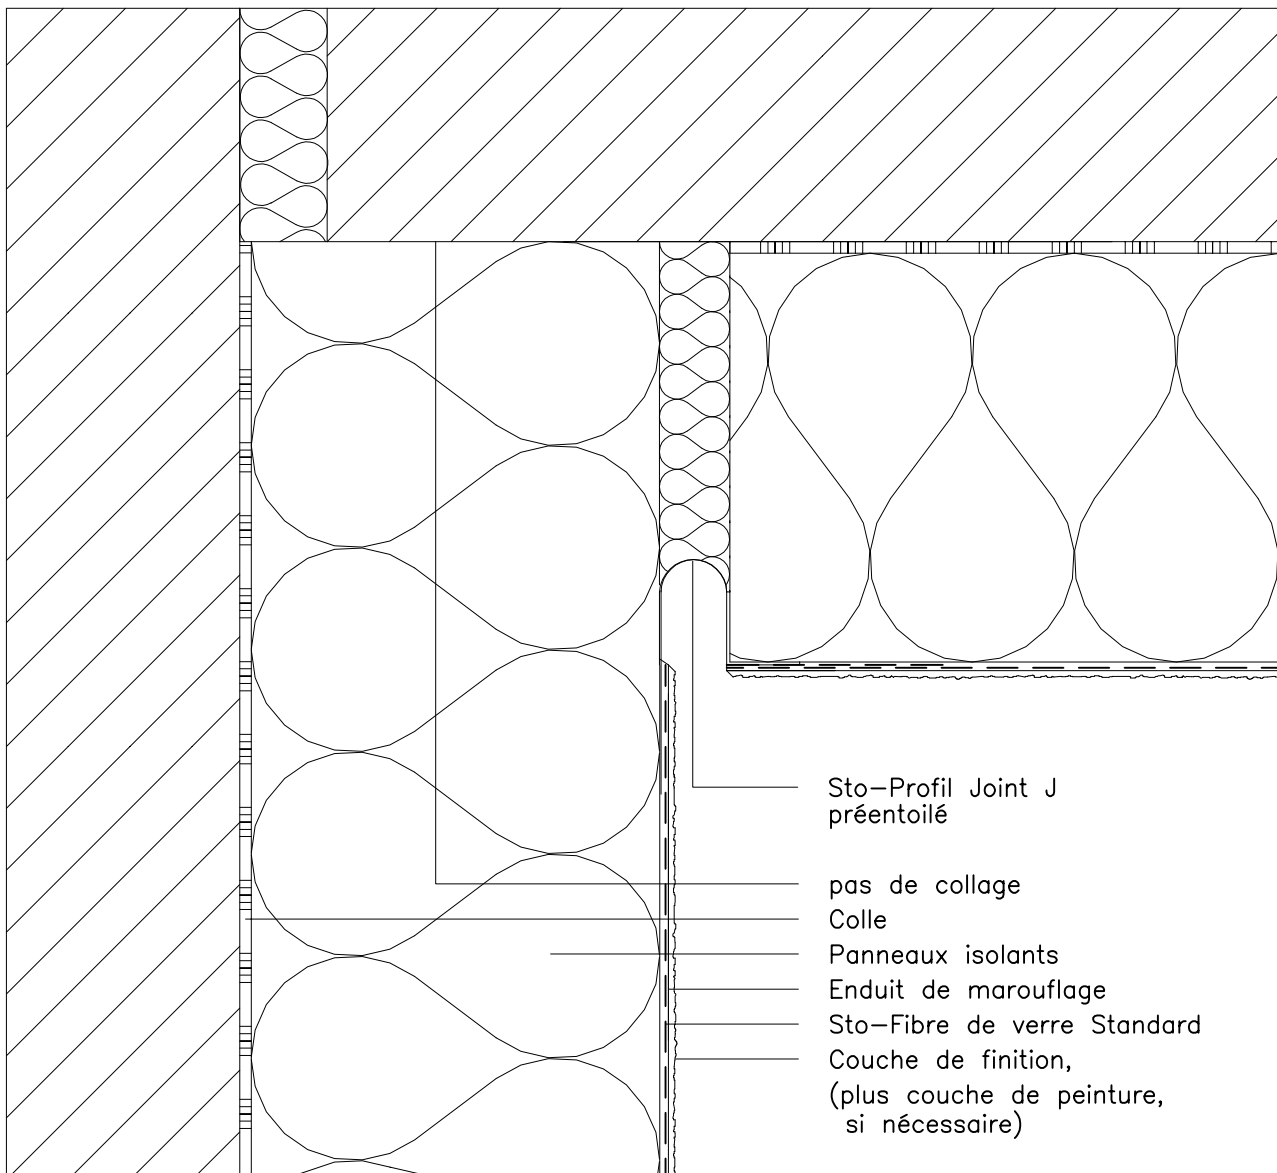 Sto-Profil Joint J
préentoilé
pas de collage
Colle
Panneaux isolants
Enduit de marouflage
Sto-Fibre de verre Standard
Couche de finition,
(plus couche de peinture,
si nécessaire)